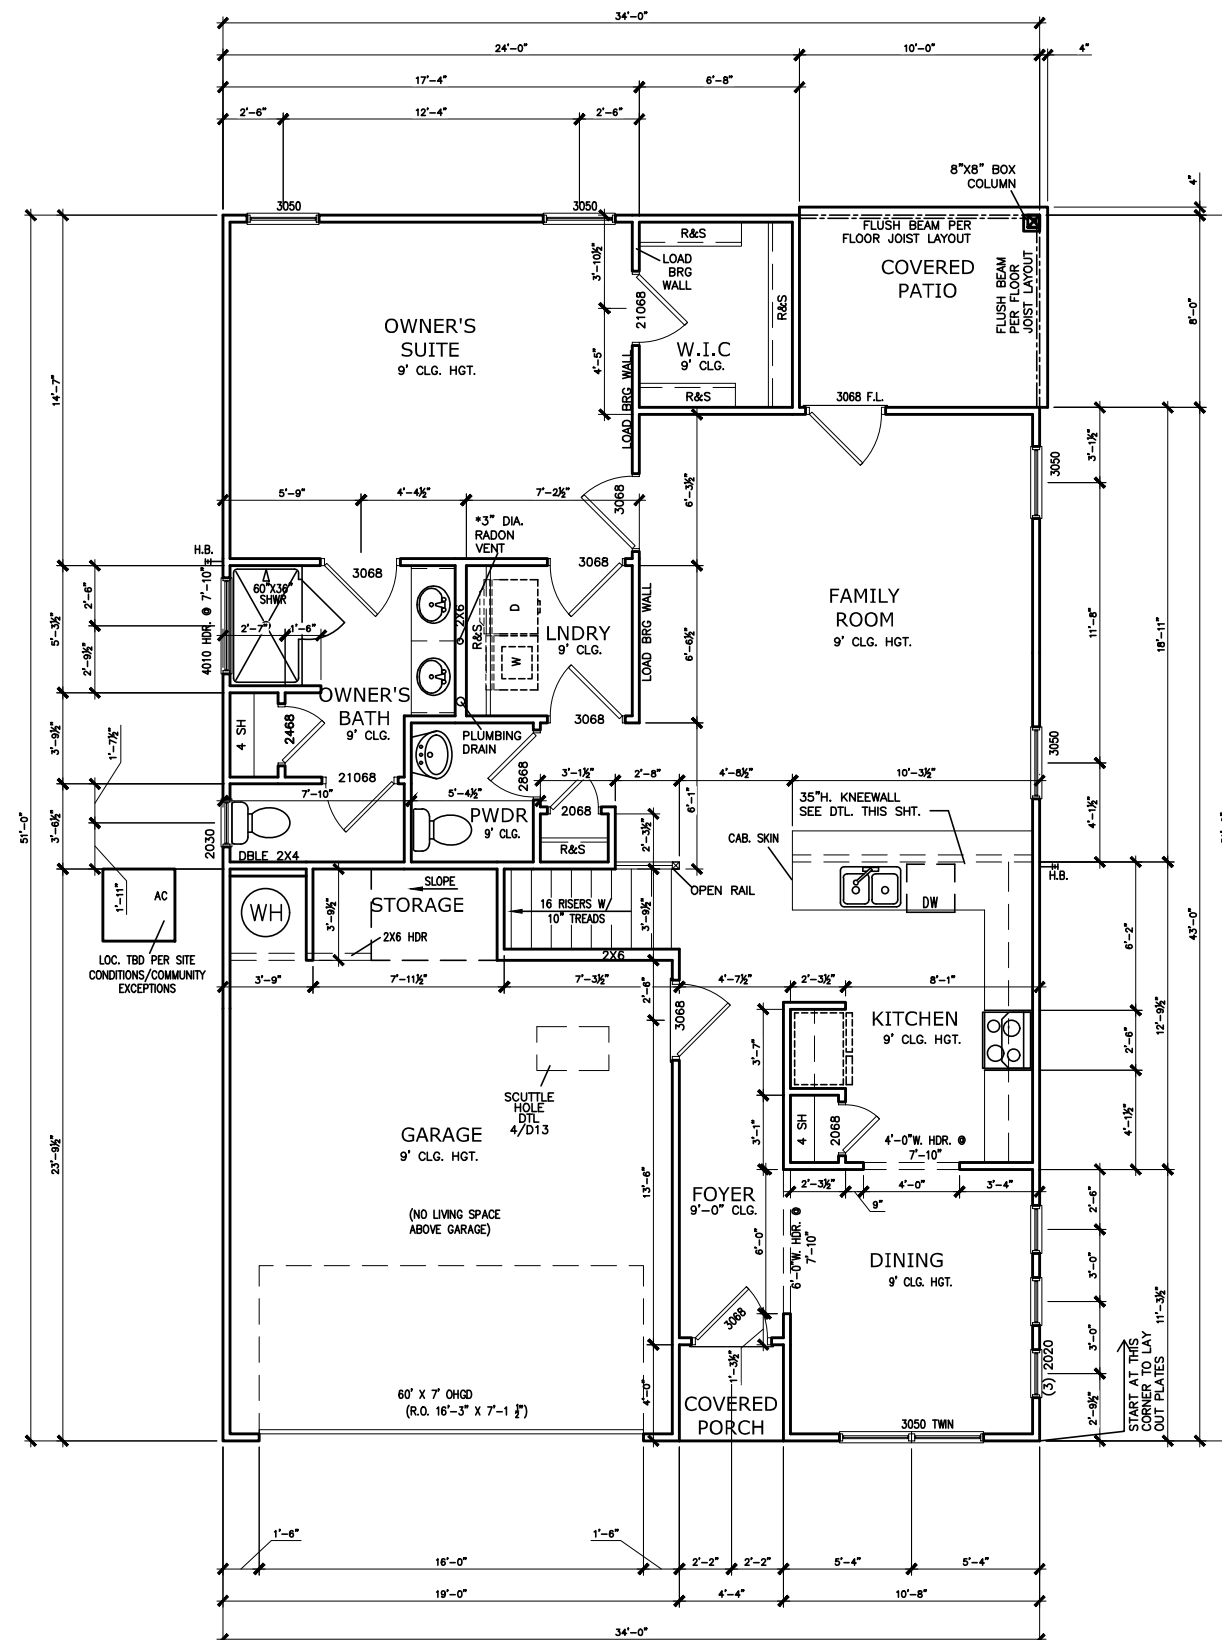 34'-0"
24'-0"
10'-0"
4"
17'-4"
6'-8"
2'-6"
12'-4"
2'-6"
8"X8" BOX
COLUMN
4"
3050
3050
R&S
FLUSH BEAM PER
FLOOR JOIST LAYOUT
LOAD
BRG
WALL
3'-10½"
COVERED
PATIO
FLUSH BEAM
PER FLOOR
JOIST LAYOUT
8'-0"
21068
R&S
OWNER'S
SUITE
9' CLG. HGT.
W.I.C
9' CLG.
4'-5"
LOAD BRG WALL
R&S
3068 F.L.
14'-7"
3'-1½"
3050
5'-9"
4'-4½"
7'-2½"
6'-3½"
3068
*3" DIA.
RADON
VENT
H.B.
3068
3068
60"X36"
SHWR
4010 HDR. @ 7'-10"
2'-6"
5'-3½"
2'-9½"
2'-7"
1'-6"
2X6
R&S
D
W
LNDRY
9' CLG.
LOAD BRG WALL
6'-6½"
FAMILY
ROOM
9' CLG. HGT.
11'-8"
18'-11"
OWNER'S
BATH
9' CLG.
4 SH
2468
3068
PLUMBING
DRAIN
3'-9½"
1'-7½"
3050
21068
2868
3'-1½"
2'-8"
4'-8½"
10'-3½"
7'-10"
5'-4½"
PWDR
9' CLG.
2068
R&S
6'-1"
2'-3½"
35"H. KNEEWALL
SEE DTL. THIS SHT.
4'-1½"
51'-0"
3'-6½"
2030
DBLE 2X4
CAB. SKIN
H.B.
1'-11"
AC
WH
SLOPE
STORAGE
3'-9½"
2X6 HDR
16 RISERS W/
10" TREADS
3'-9½"
OPEN RAIL
DW
6'-2"
43'-0"
2X6
LOC. TBD PER SITE
CONDITIONS/COMMUNITY
EXCEPTIONS
3'-9"
7'-11½"
7'-3½"
2'-6"
4'-7½"
2'-3½"
8'-1"
3068
KITCHEN
9' CLG. HGT.
3'-7"
2'-6"
12'-9½"
SCUTTLE
HOLE
DTL
4/D13
GARAGE
9' CLG. HGT.
4 SH
2068
3'-1"
4'-0"W. HDR. @
7'-10"
4'-1½"
23'-9½"
13'-6"
2'-3½"
4'-0"
3'-4"
9"
FOYER
9'-0" CLG.
2'-6"
(NO LIVING SPACE
ABOVE GARAGE)
6'-0"
6'-0"W. HDR. @
7'-10"
DINING
9' CLG. HGT.
3'-0"
11'-3½"
3068
3'-0"
(3) 2020
1'-3½"
START AT THIS
CORNER TO LAY
OUT PLATES
60' X 7' OHGD
(R.O. 16'-3" X 7'-1 ½")
4'-0"
COVERED
PORCH
3050 TWIN
2'-9½"
1'-6"
1'-6"
16'-0"
2'-2"
2'-2"
5'-4"
5'-4"
19'-0"
4'-4"
10'-8"
34'-0"